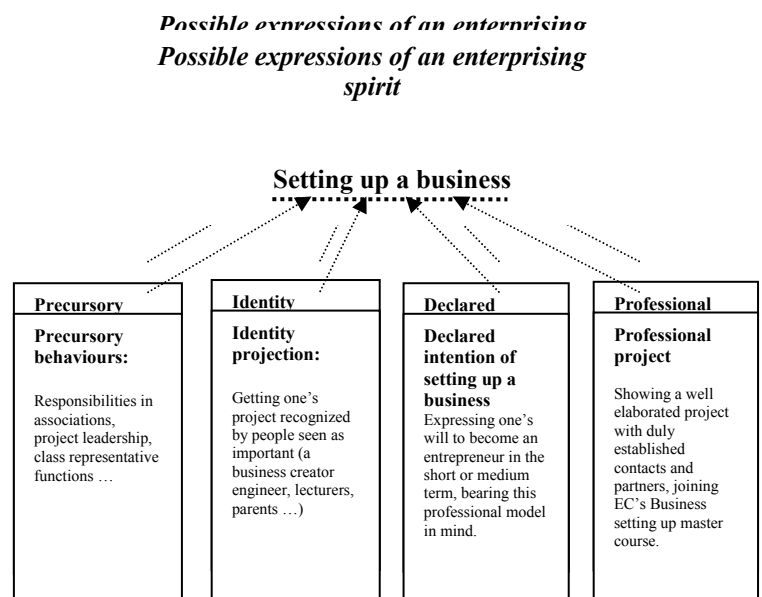 Possible expressions of an enterprising
Possible expressions of an enterprising
spirit
Setting up a business
Precursory
Precursory
behaviours:
Responsibilities in
associations,
project leadership,
class representative
functions …
Identity
Identity
projection:
Getting one's
project recognized
by people seen as
important (a
business creator
engineer, lecturers,
parents …)
Declared
Declared
intention of
setting up a
business
Expressing one's
will to become an
entrepreneur in the
short or medium
term, bearing this
professional model
in mind.
Professional
Professional
project
Showing a well
elaborated project
with duly
established
contacts and
partners, joining
EC's Business
setting up master
course.